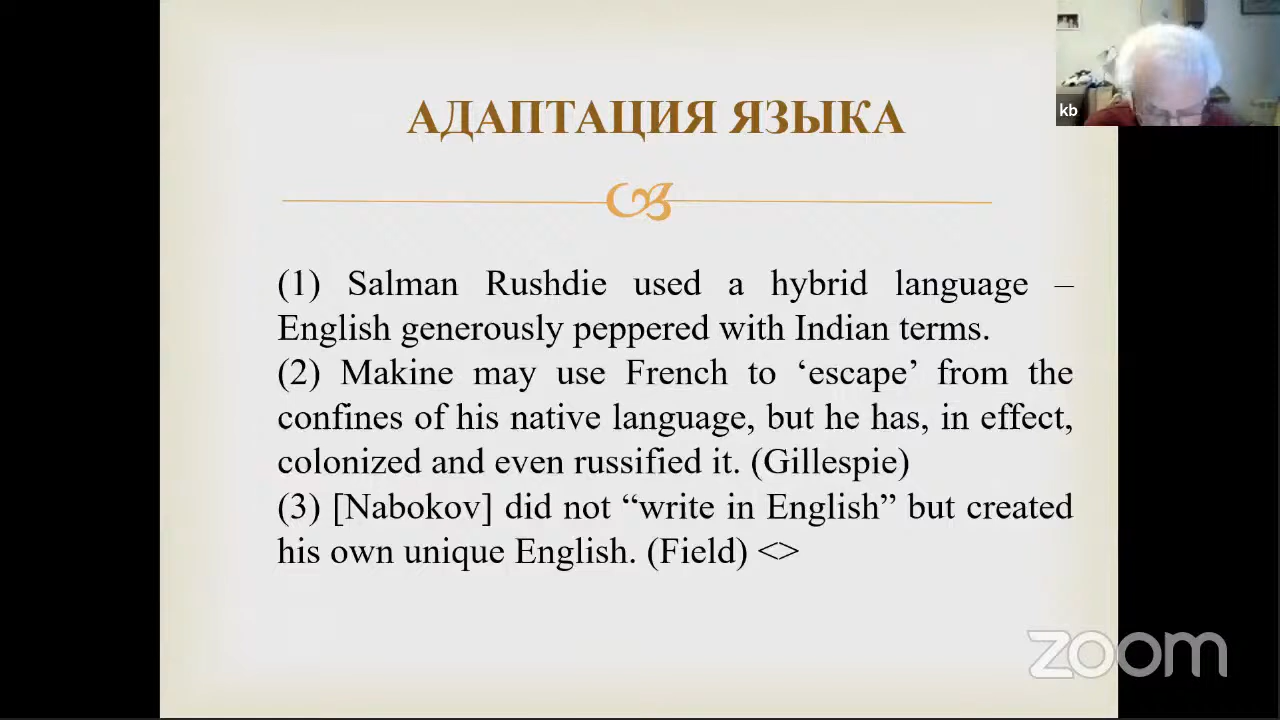 АДАПТАЦИЯ ЯЗЫКА
kb
(1) Salman Rushdie used a hybrid language –
English generously peppered with Indian terms.
(2) Makine may use French to ‘escape’ from the
confines of his native language, but he has, in effect,
colonized and even russified it. (Gillespie)
(3) [Nabokov] did not “write in English” but created
his own unique English. (Field) <>
zoom